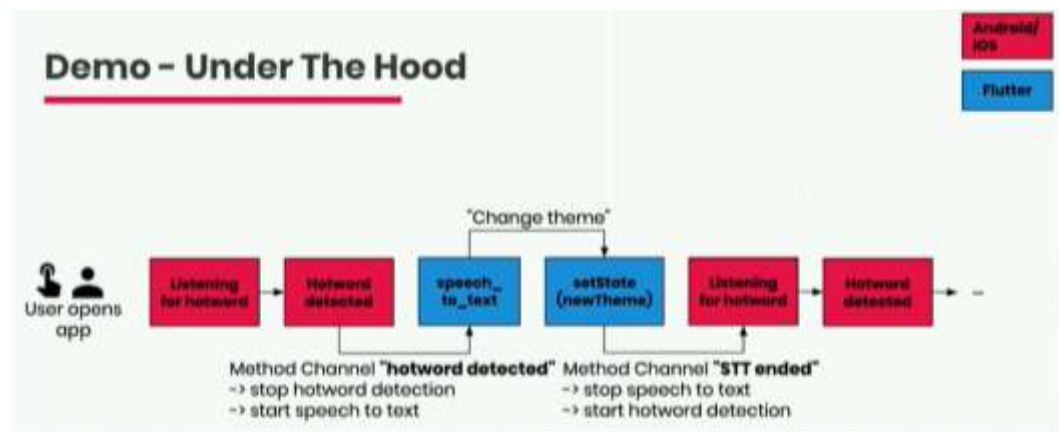 Android/
iOS
Demo - Under The Hood
Flutter
"Change theme"
User opens
app
Listening
for hotword
Hotword
detected
speech_
to_text
setState
(newTheme)
Listening
for hotword
Hotword
detected
Method Channel "hotword detected"
-> stop hotword detection
-> start speech to text
Method Channel "STT ended"
-> stop speech to text
-> start hotword detection